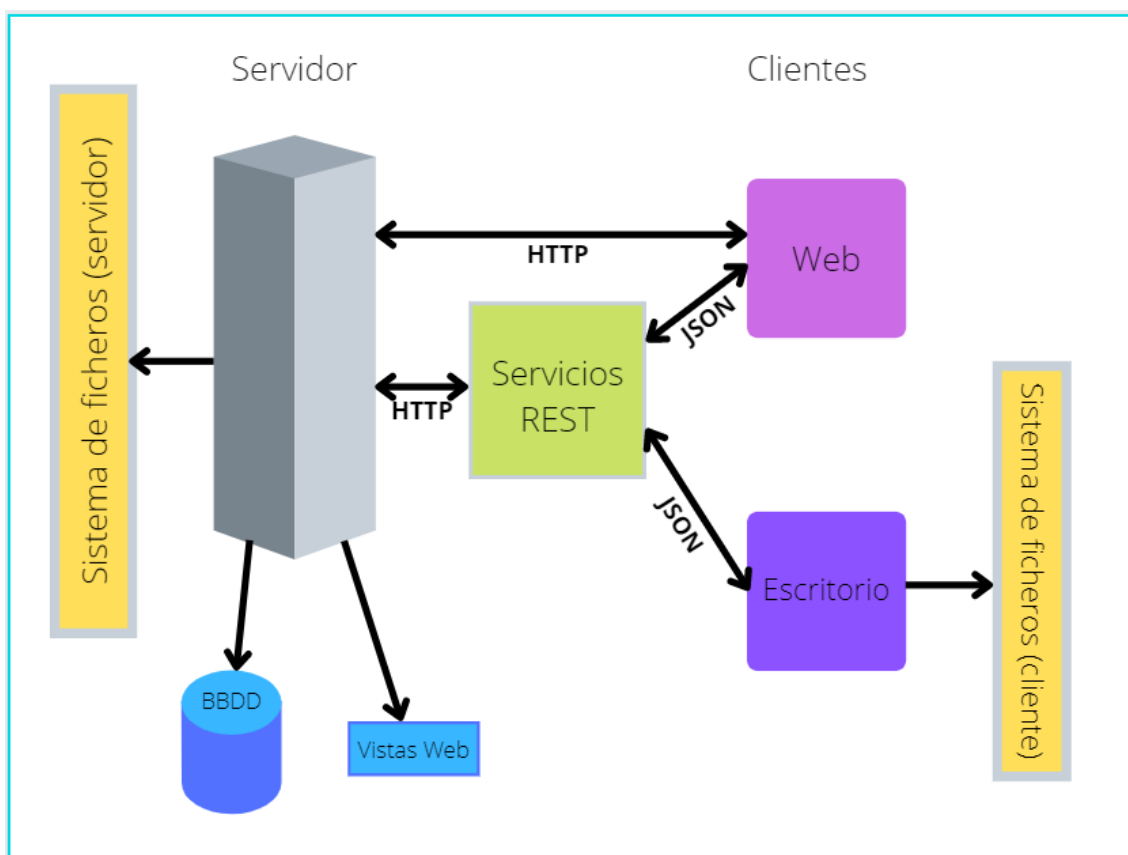 Servidor
Clientes
Sistema de ficheros (servidor)
HTTP
Web
JSON
Servicios
REST
HTTP
JSON
Escritorio
Sistema de ficheros (cliente)
BBDD
Vistas Web